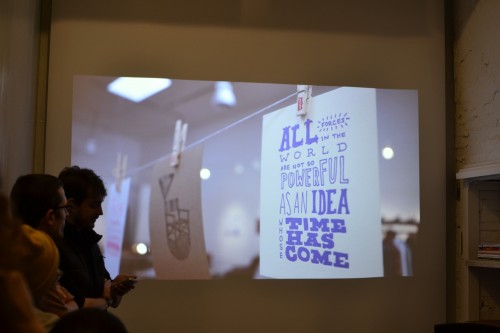 ALL FORCES
IN THE
WORLD
ARE NOT SO
POWERFUL
AS AN IDEA
WHOSE
TIME
HAS
COME